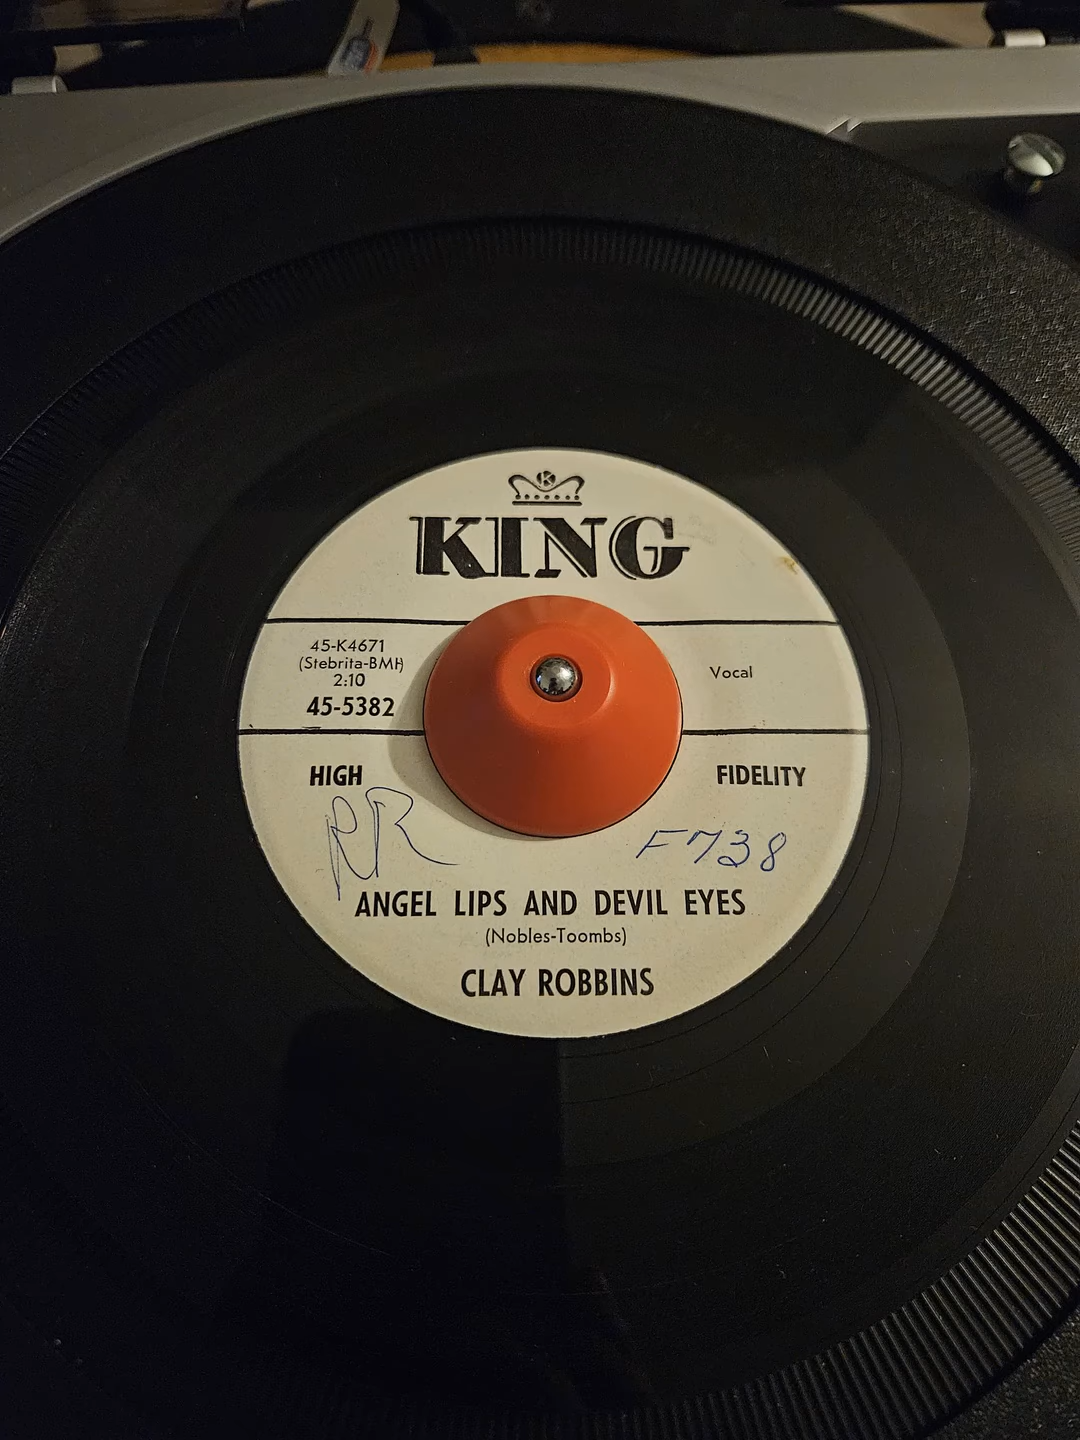 K
KING
45-K4671
(Stebrita-BMI)
2:10
45-5382
Vocal
HIGH FIDELITY
RR
F738
ANGEL LIPS AND DEVIL EYES
(Nobles-Toombs)
CLAY ROBBINS